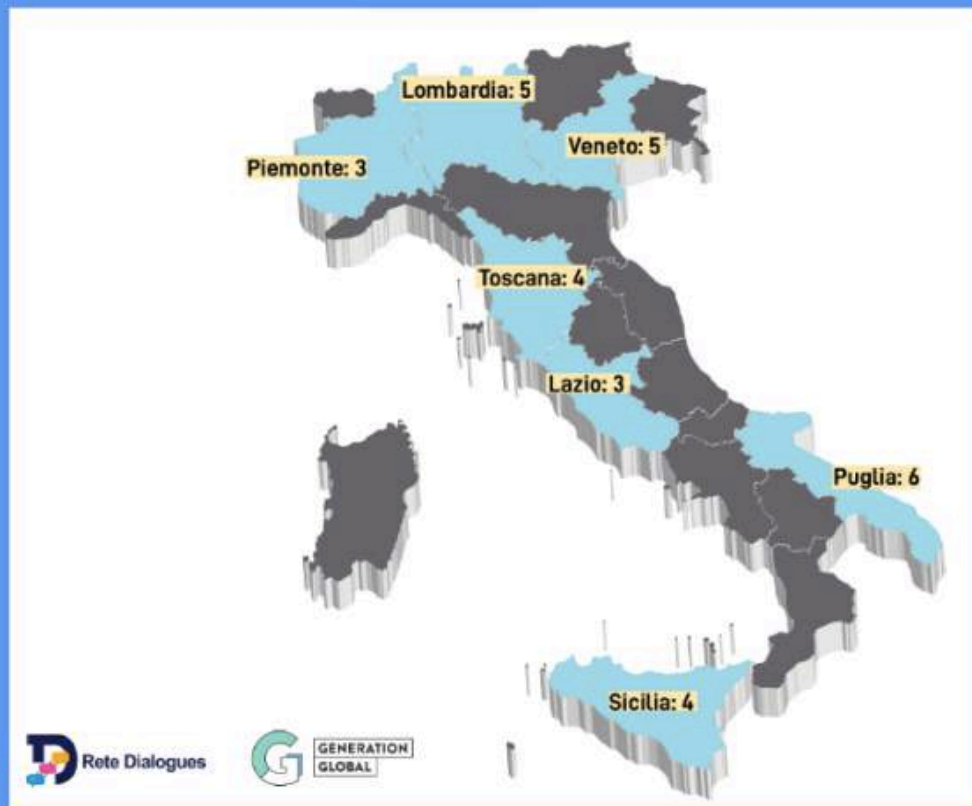 Lombardia: 5
Veneto: 5
Piemonte: 3
Toscana: 4
Lazio: 3
Puglia: 6
Sicilia: 4
D Rete Dialogues
G GENERATION
GLOBAL